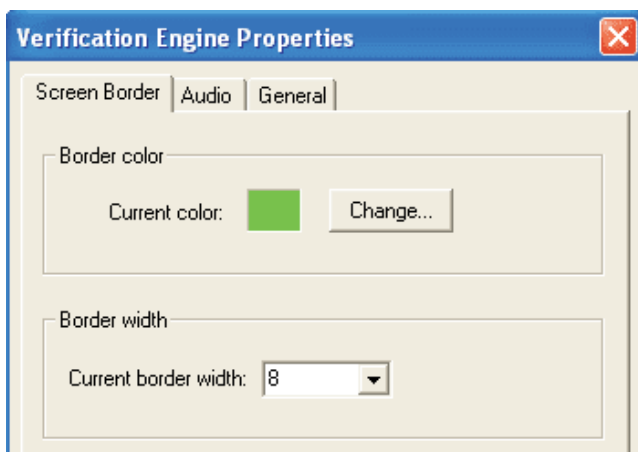 Verification Engine Properties
Screen Border Audio General
Border color
Current color: Change...
Border width
Current border width: 8